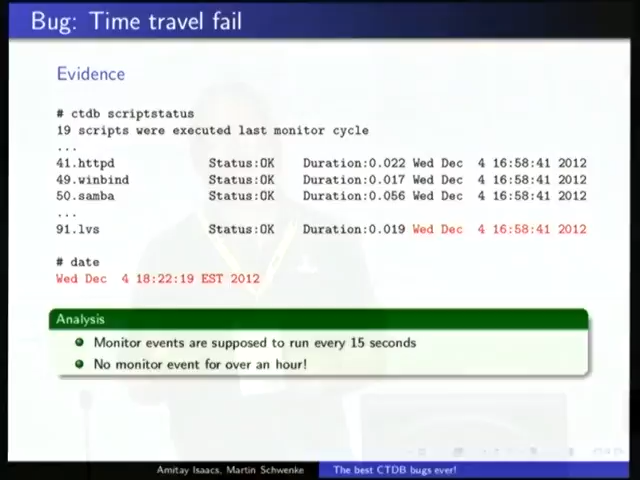 Bug: Time travel fail
Evidence
# ctdb scriptstatus
19 scripts were executed last monitor cycle
...
41.httpd Status:OK Duration:0.022 Wed Dec 4 16:58:41 2012
49.winbind Status:OK Duration:0.017 Wed Dec 4 16:58:41 2012
50.samba Status:OK Duration:0.056 Wed Dec 4 16:58:41 2012
...
91.lvs Status:OK Duration:0.019 Wed Dec 4 16:58:41 2012
# date
Wed Dec 4 18:22:19 EST 2012
Analysis
Monitor events are supposed to run every 15 seconds
No monitor event for over an hour!
Amitay Isaacs, Martin Schwenke The best CTDB bugs ever!